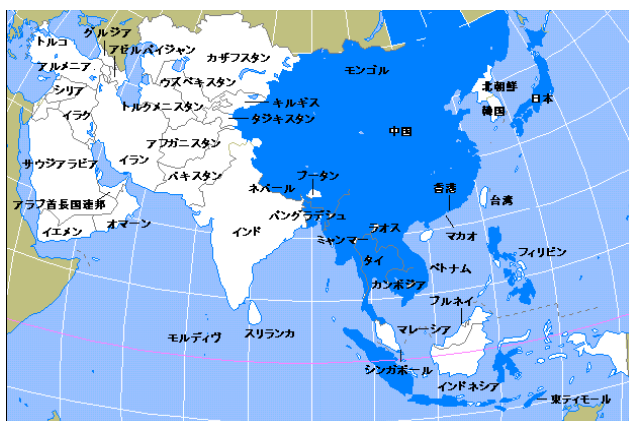 グルジア
トルコ
アゼルバイジャン
カザフスタン
モンゴル
アルメニア
シリア
ウズベキスタン
北朝鮮
日本
イラク
トルクメニスタン
キルギス
韓国
タジキスタン
中国
アフガニスタン
サウジアラビア
イラン
パキスタン
ネパール
ブータン
香港
台湾
アラブ首長国連邦
オマーン
バングラデシュ
イエメン
インド
ミャンマー
ラオス
マカオ
フィリピン
タイ
ベトナム
カンボジア
ブルネイ
モルディヴ
スリランカ
マレーシア
シンガポール
インドネシア
東ティモール